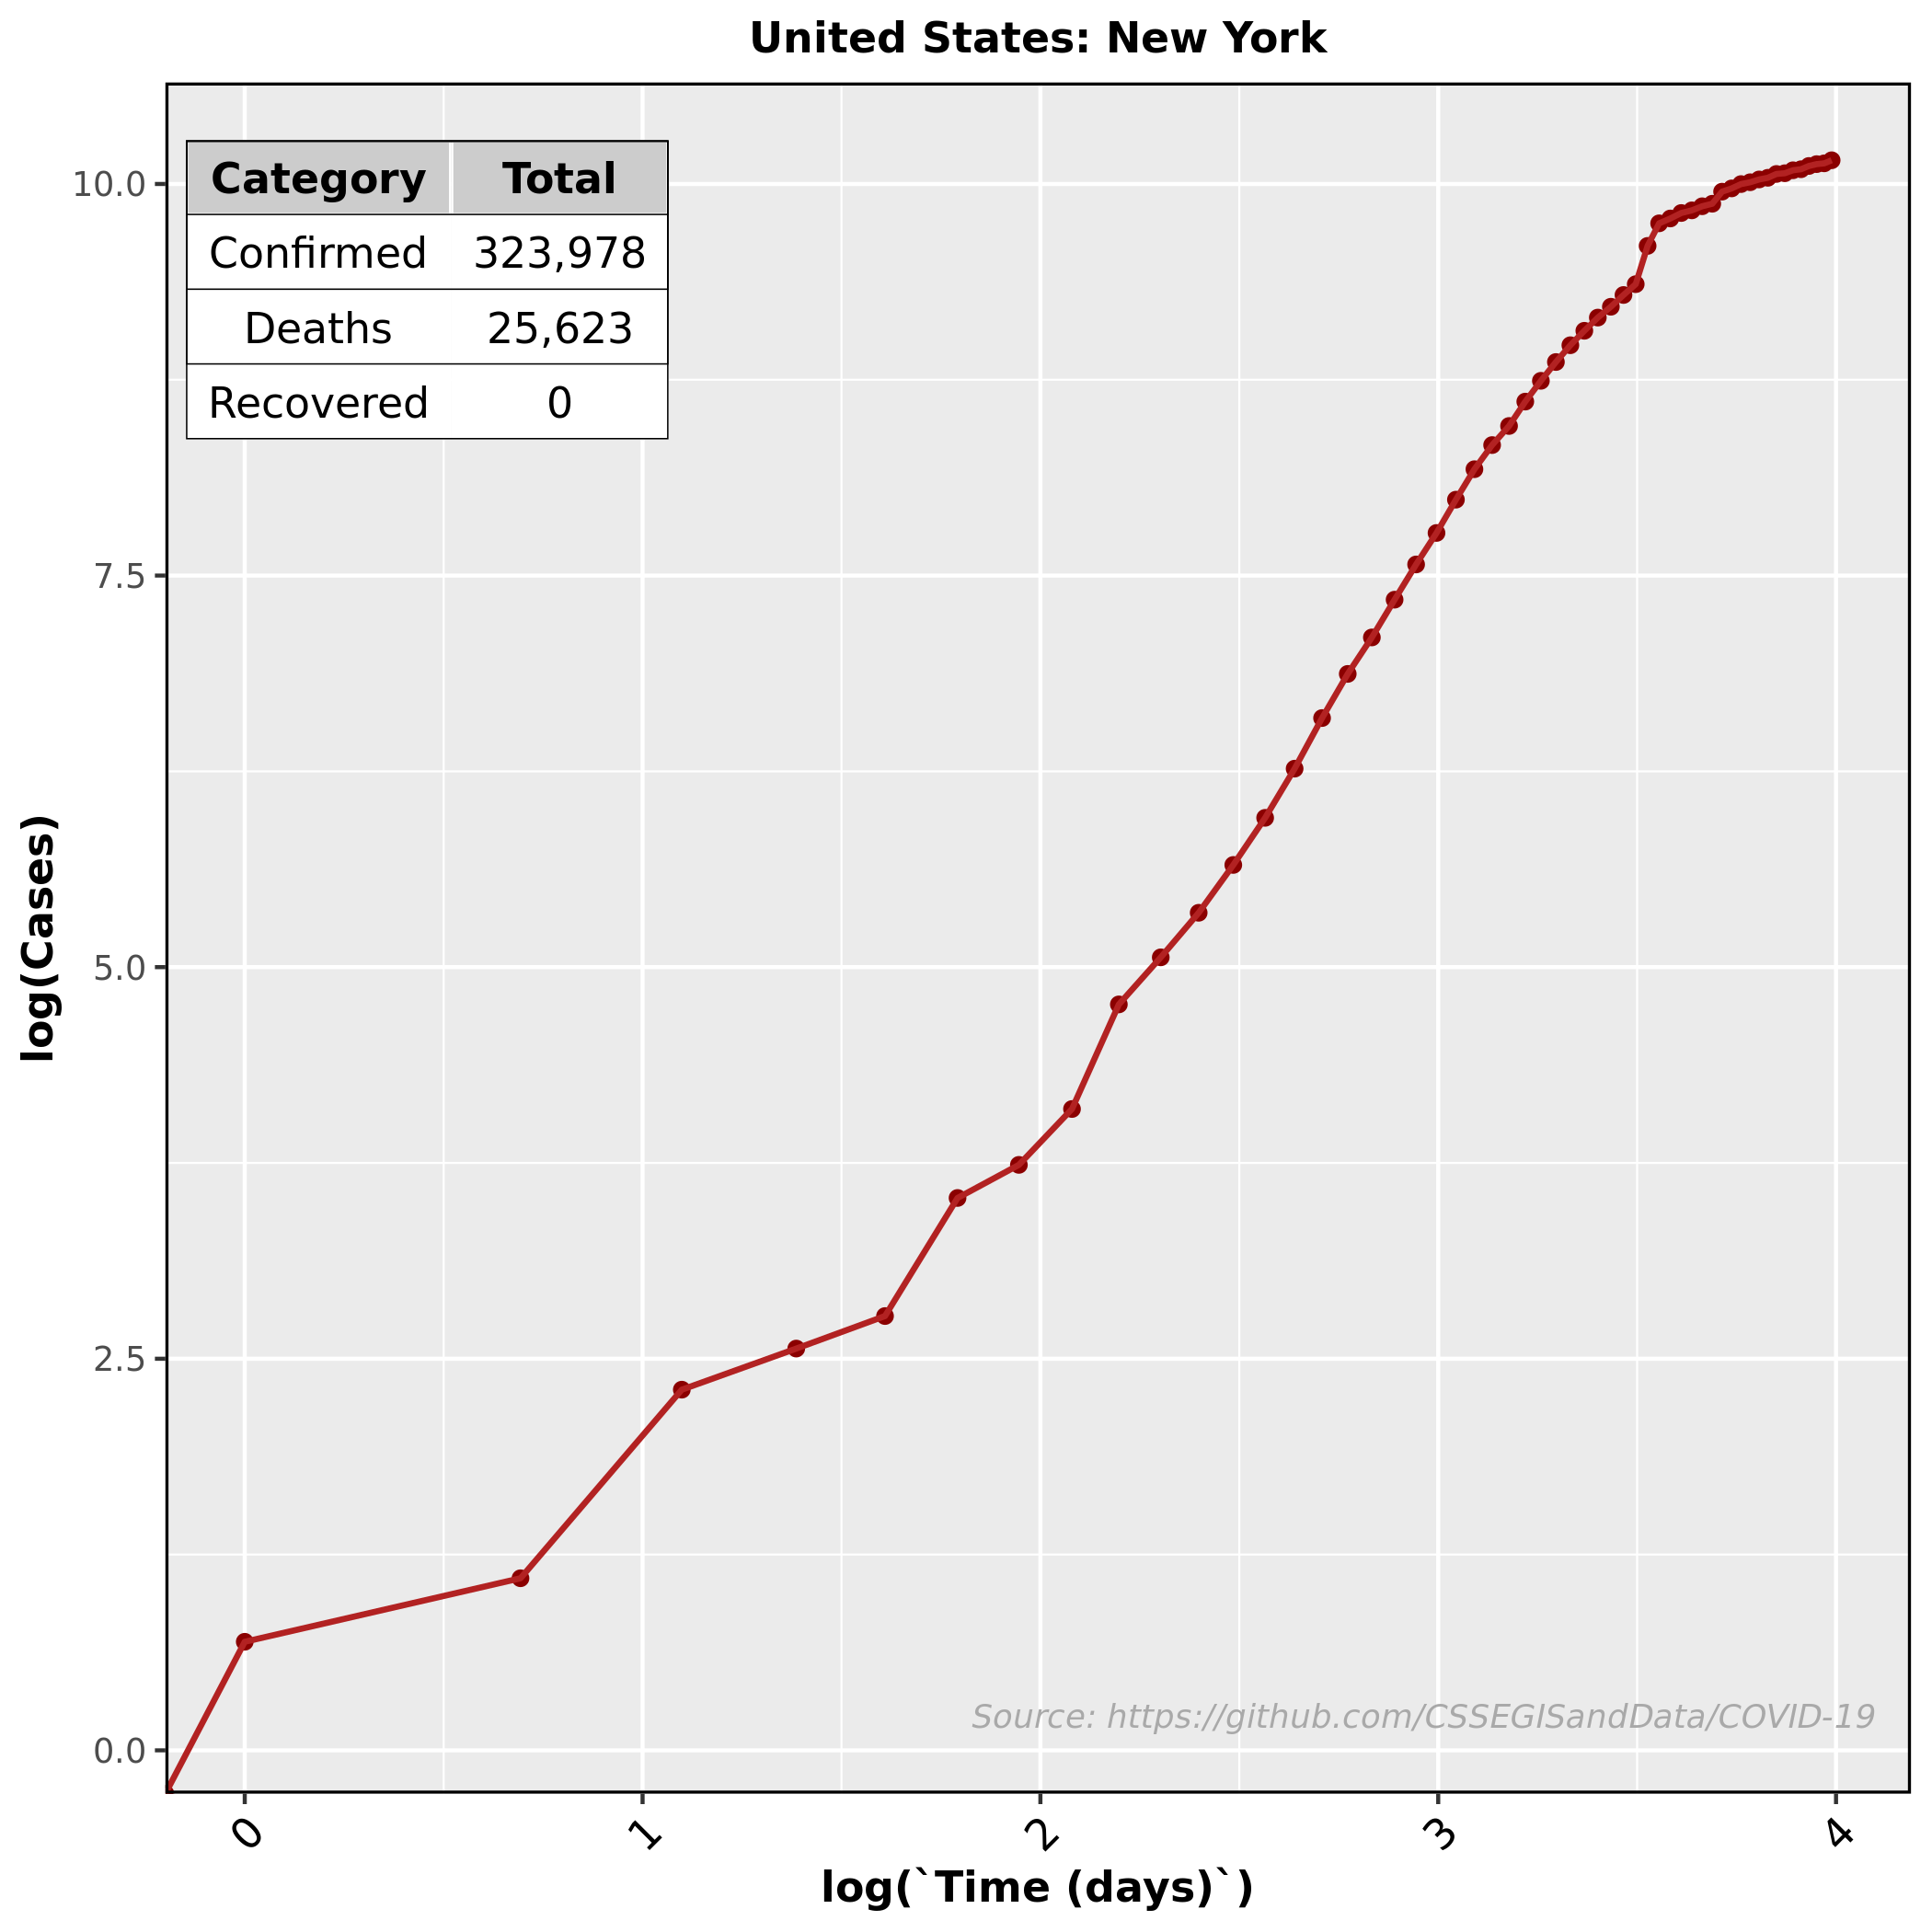 United States: New York
Category Total
Confirmed 323,978
Deaths 25,623
Recovered 0
10.0
7.5
5.0
2.5
0.0
log(Cases)
Source: https://github.com/CSSEGISandData/COVID-19
0 1 2 3 4
log(`Time (days)`)